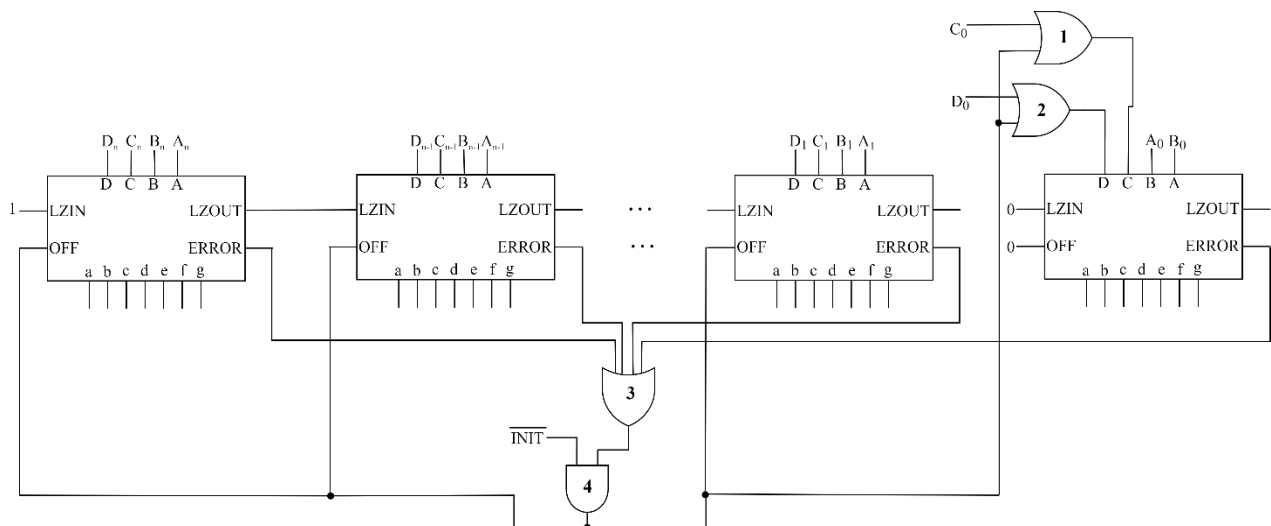 C₀
1
D₀
2
Dₙ Cₙ Bₙ Aₙ
Dₙ₋₁ Cₙ₋₁ Bₙ₋₁ Aₙ₋₁
D₁ C₁ B₁ A₁
A₀ B₀
D C B A
D C B A
D C B A
D C B A
1 LZIN LZOUT
LZIN LZOUT
...
LZIN LZOUT
0 LZIN LZOUT
OFF ERROR
OFF ERROR
...
OFF ERROR
0 OFF ERROR
a b c d e f g
a b c d e f g
a b c d e f g
a b c d e f g
3
I̅N̅I̅T̅
4